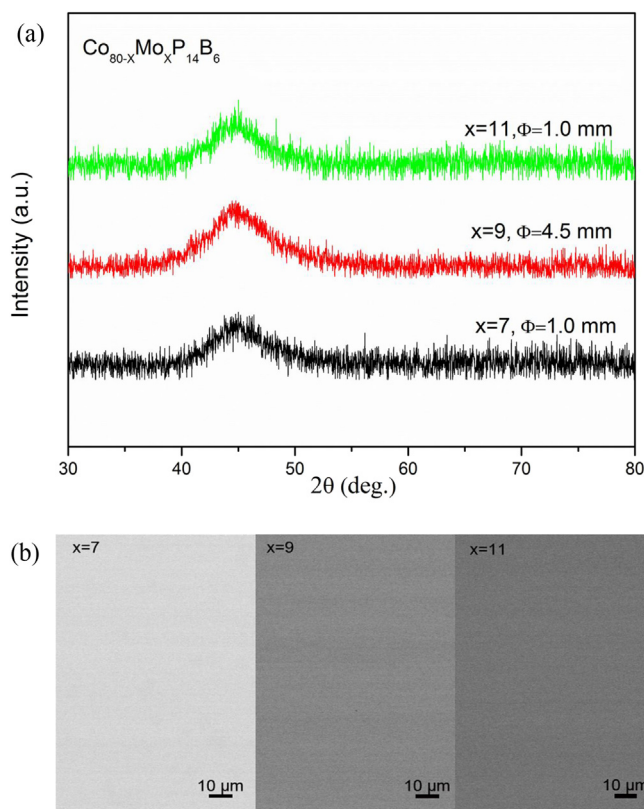 (a)
Co80-XMoXP14B6
x=11,Φ=1.0 mm
x=9, Φ=4.5 mm
x=7, Φ=1.0 mm
Intensity (a.u.)
30 40 50 60 70 80
2θ (deg.)
(b)
x=7 x=9 x=11
10 μm 10 μm 10 μm